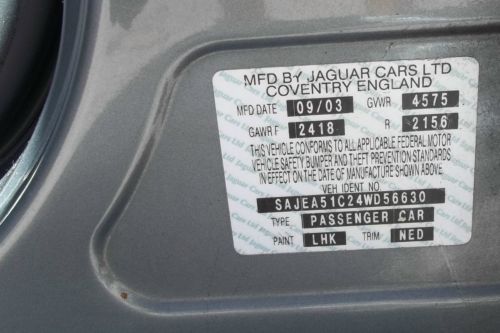 MFD BY JAGUAR CARS LTD
COVENTRY ENGLAND
MFD DATE 09/03 GVWR 4575
GAWR F 2418 R 2156
THIS VEHICLE CONFORMS TO ALL APPLICABLE FEDERAL MOTOR
VEHICLE SAFETY BUMPER AND THEFT PREVENTION STANDARDS
IN EFFECT ON THE DATE OF MANUFACTURE SHOWN ABOVE
VEH IDENT NO.
SAJEA51C24WD56630
TYPE PASSENGER CAR
PAINT LHK TRIM NED